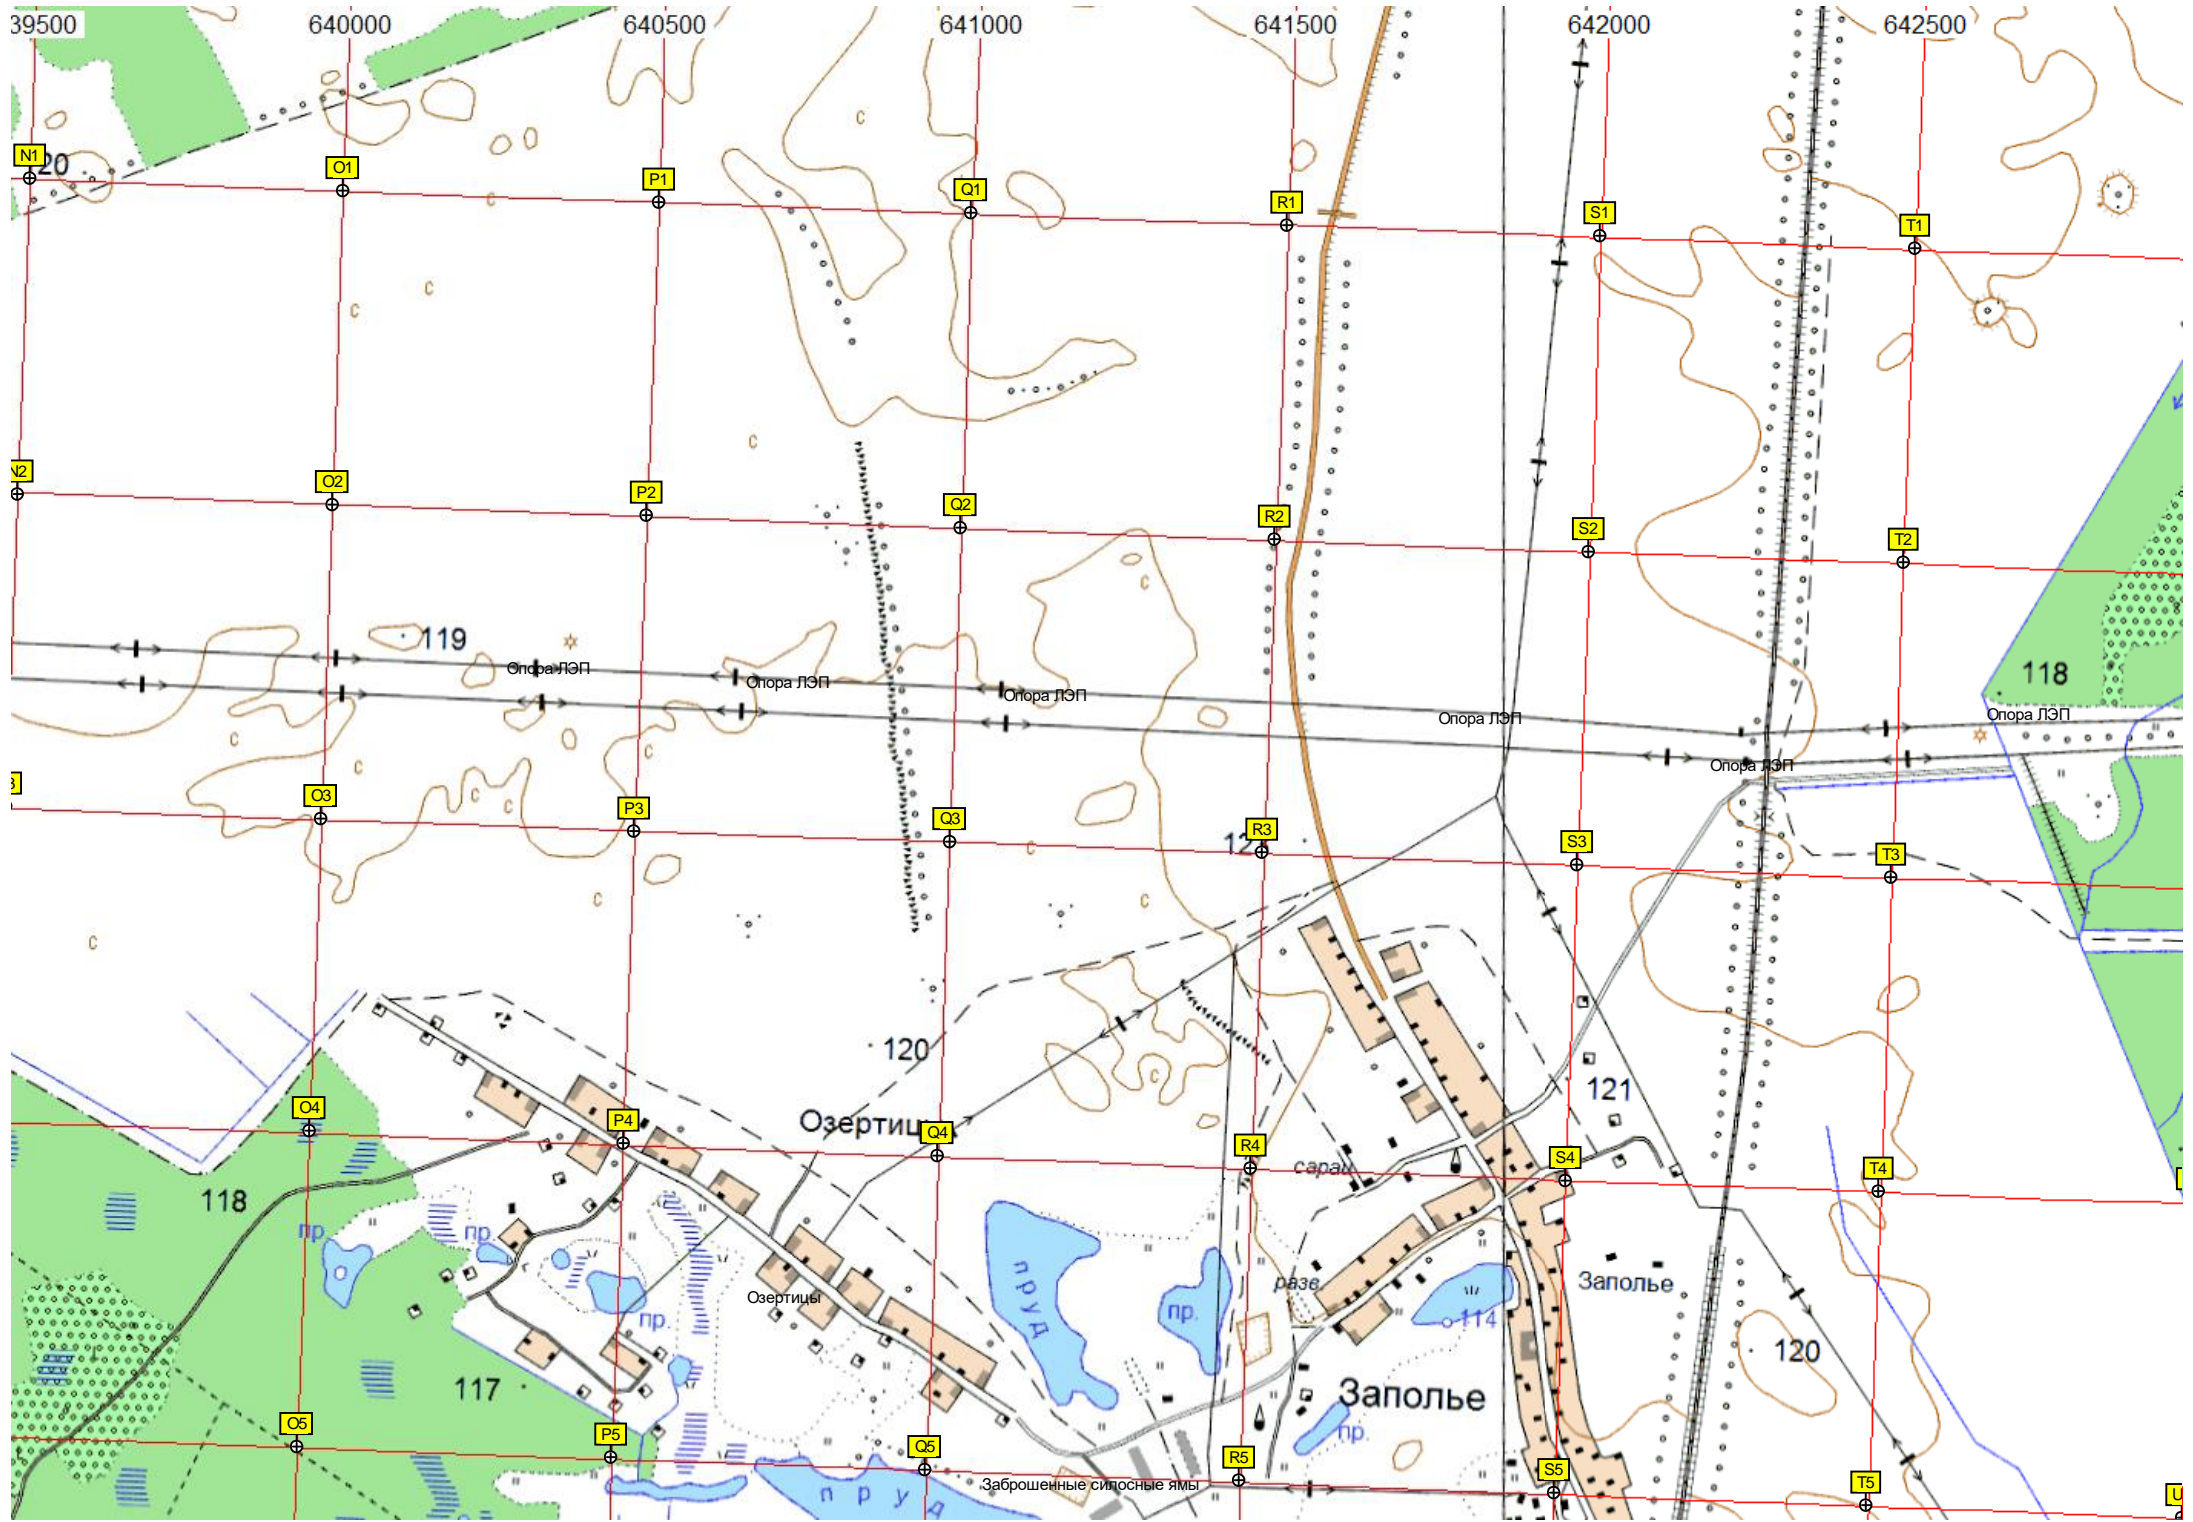 39500 640000 640500 641000 641500 642000 642500
N1 20 O1 P1 Q1 R1 S1 T1
с
с
с
с
с
N2 O2 P2 Q2 R2 S2 T2
с
119
118
Опора ЛЭП Опора ЛЭП Опора ЛЭП Опора ЛЭП Опора ЛЭП
Опора ЛЭП
с с
с
с с
3 O3 P3 Q3 12 R3 S3 T3
с
с с
с
120
с
121
O4 P4 Озертиц Q4 R4 S4 T4
сараи
118
пр. пр.
пруд
пр.
разв.
Заполье
Озертицы
пр.
114
120
117
Заполье
пр.
O5 P5 Q5 R5 S5 T5 U
Заброшенные силосные ямы
пруд